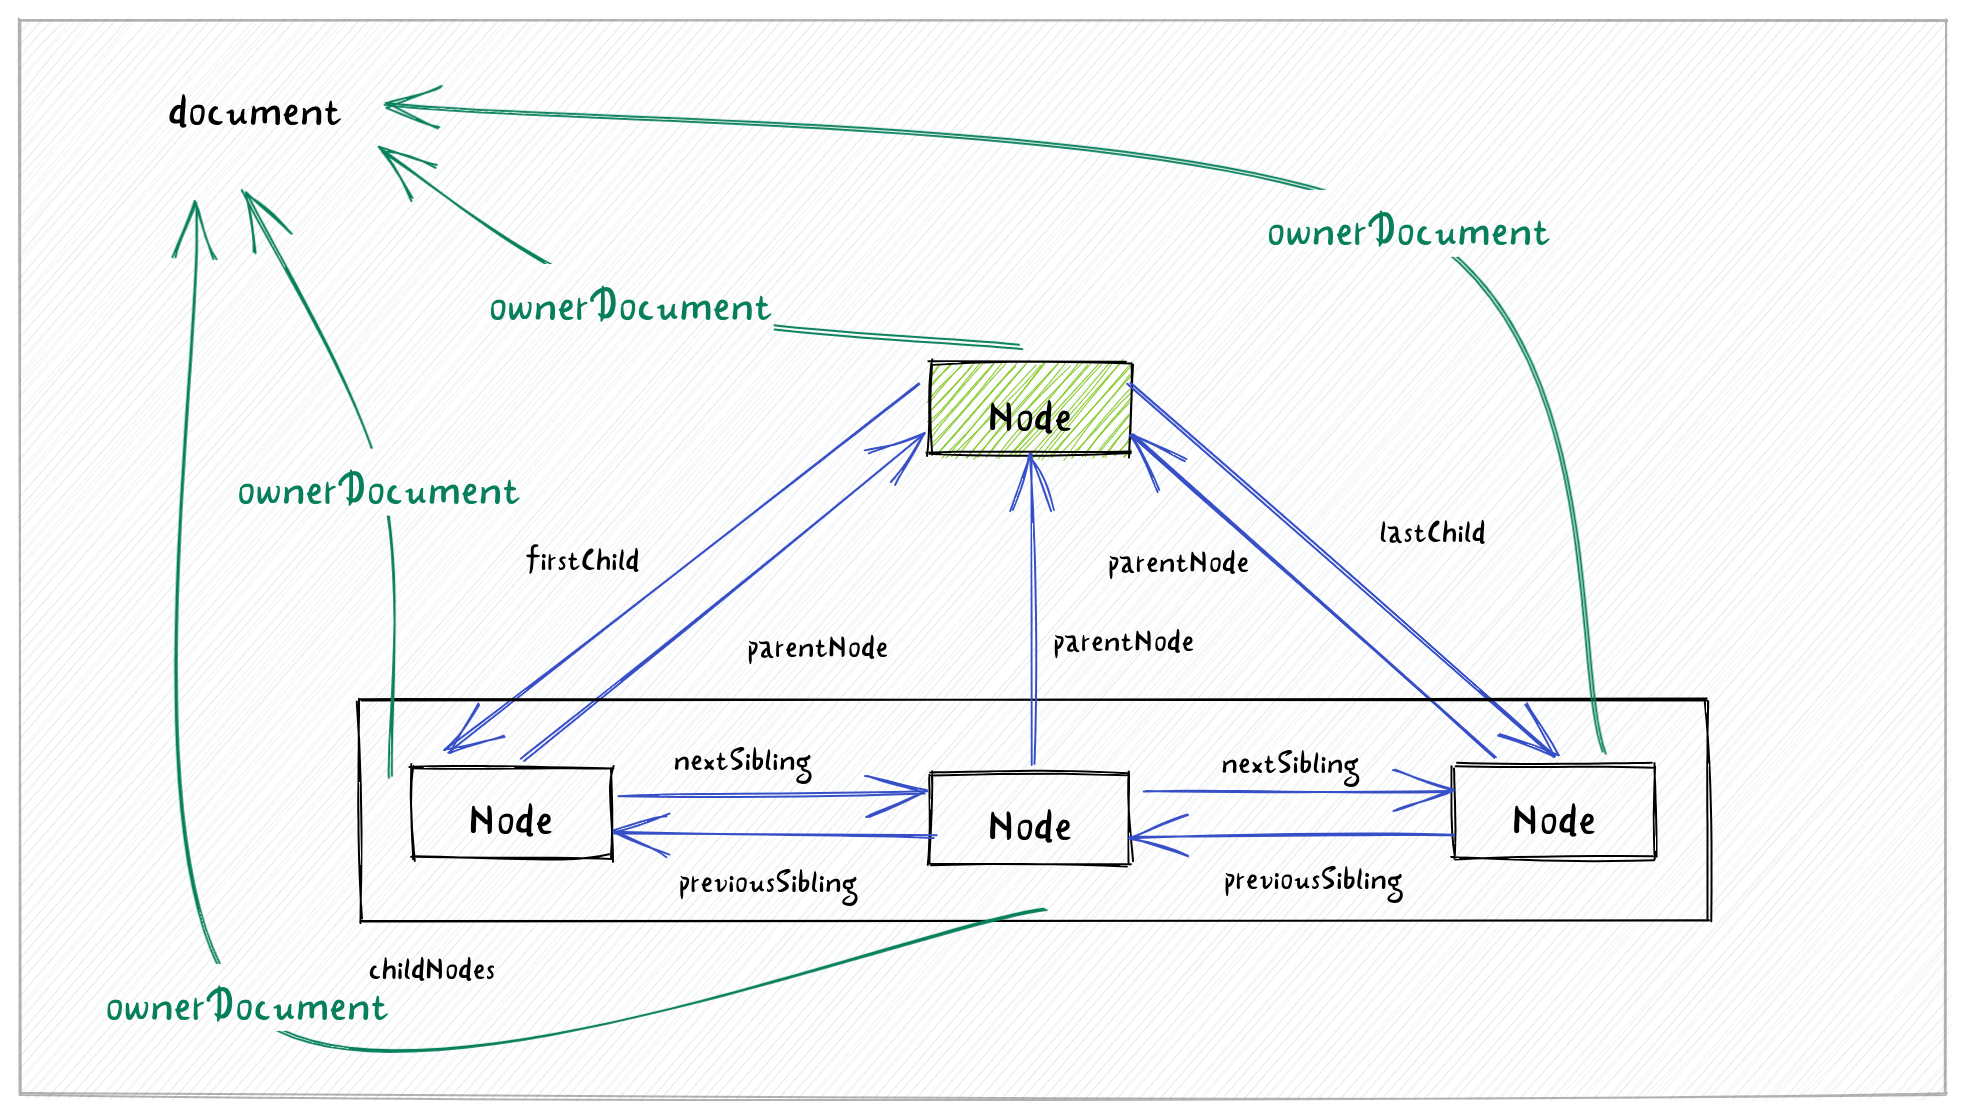 document
ownerDocument
ownerDocument
Node
ownerDocument
lastChild
firstChild
parentNode
parentNode
parentNode
nextSibling
nextSibling
Node
Node
Node
previousSibling
previousSibling
childNodes
ownerDocument